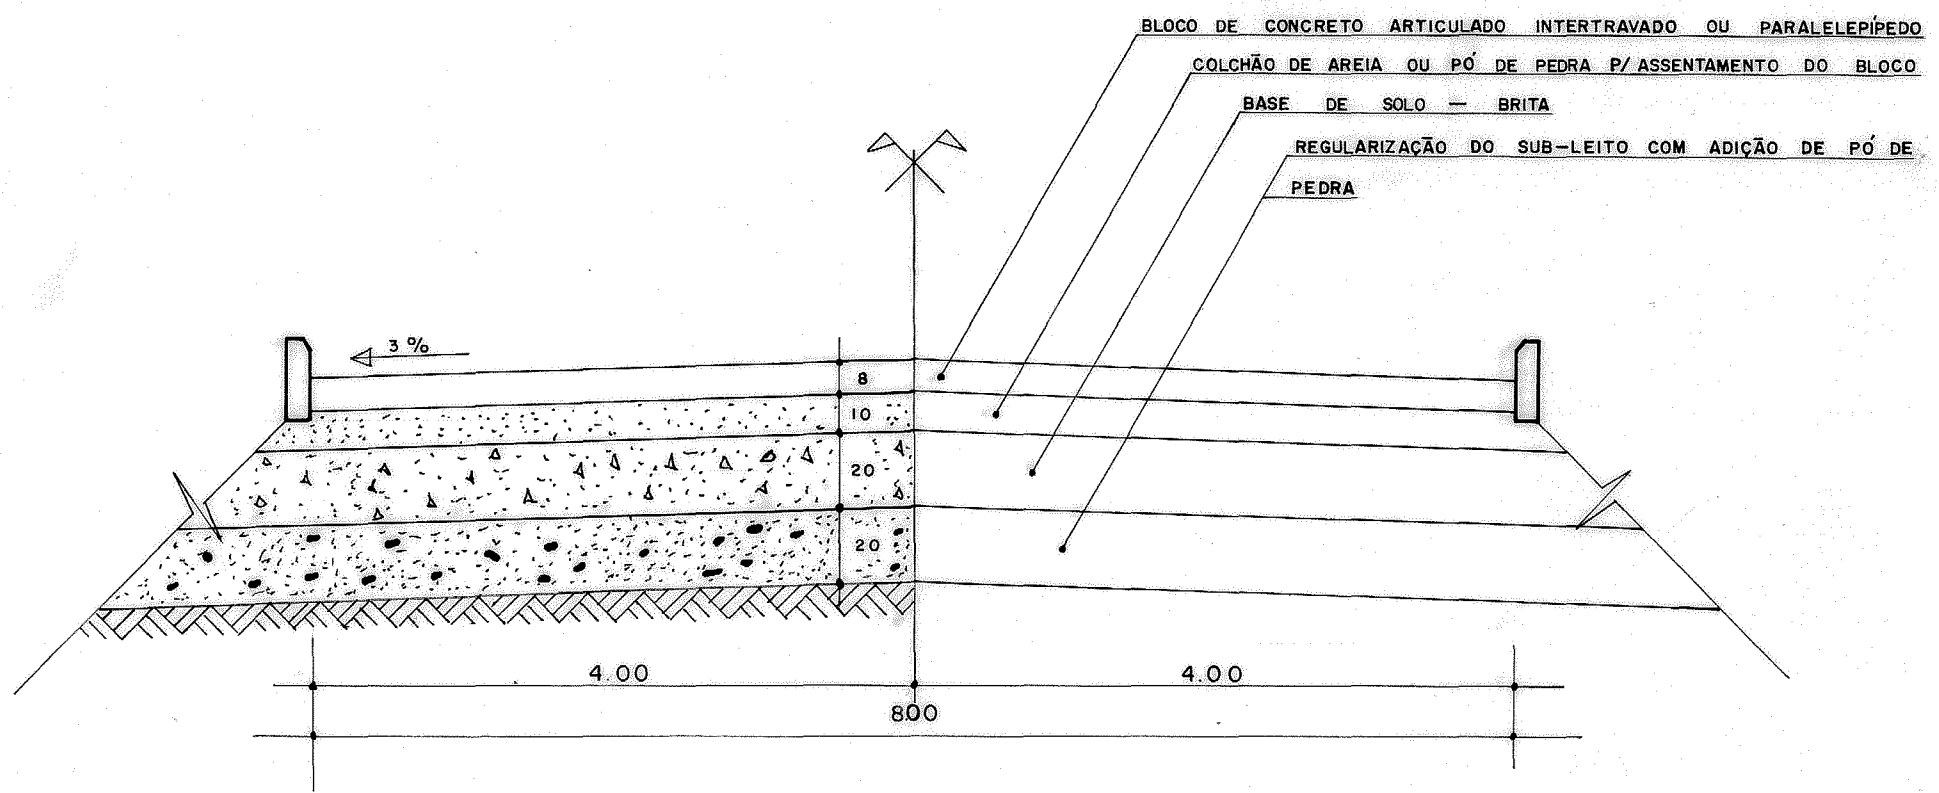 BLOCO DE CONCRETO ARTICULADO INTERTRAVADO OU PARALELEPÍPEDO
COLCHÃO DE AREIA OU PÓ DE PEDRA P/ ASSENTAMENTO DO BLOCO
BASE DE SOLO — BRITA
REGULARIZAÇÃO DO SUB-LEITO COM ADIÇÃO DE PÓ DE
PEDRA
3%
8
10
20
20
4.00
4.00
8.00